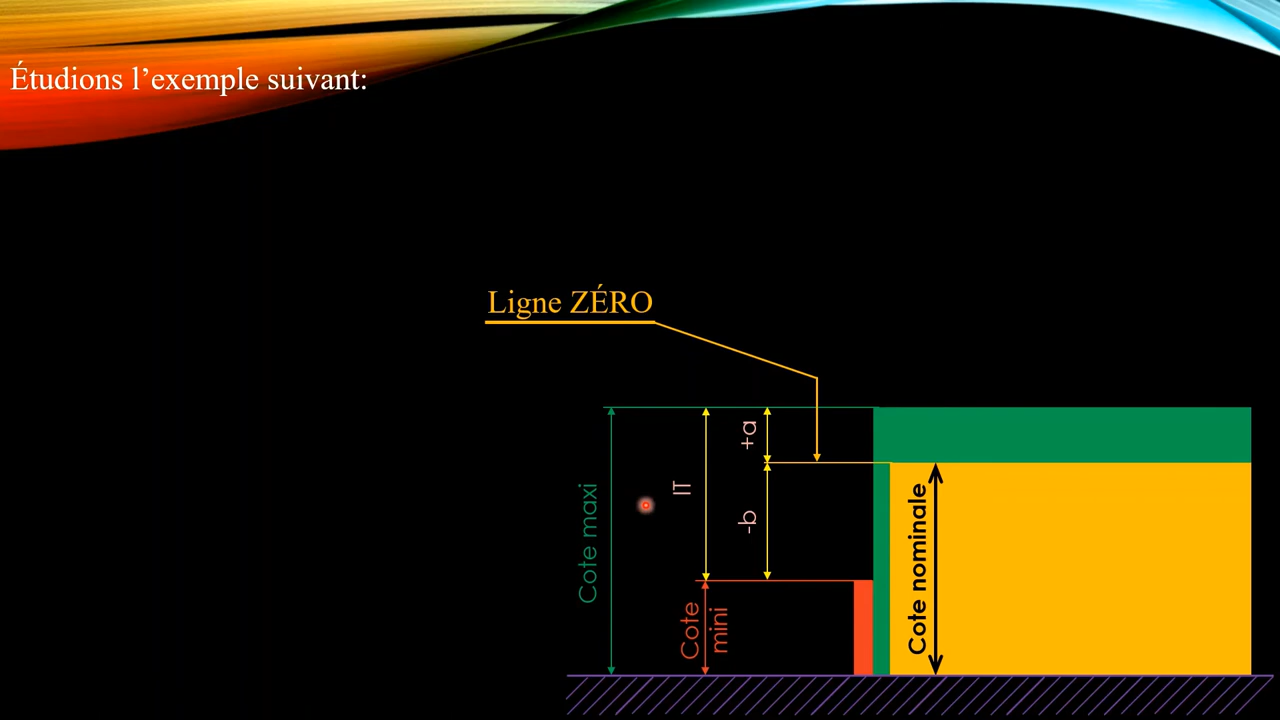 Étudions l’exemple suivant:
Ligne ZÉRO
+a
IT
-b
Cote maxi
Cote
mini
Cote nominale